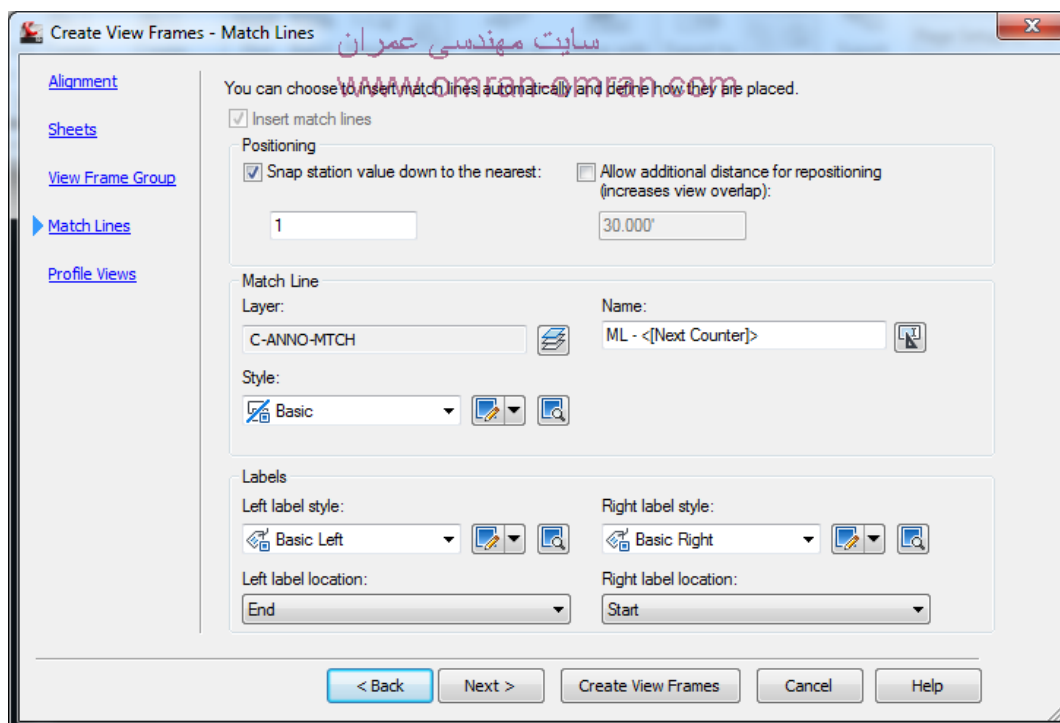 Create View Frames - Match Lines
سایت مهندسی عمران
www.omran-omran.com
Alignment
Sheets
View Frame Group
Match Lines
Profile Views
You can choose to insert match lines automatically and define how they are placed.
Insert match lines
Positioning
Snap station value down to the nearest:
1
Allow additional distance for repositioning
(increases view overlap):
30.000'
Match Line
Layer:
C-ANNO-MTCH
Name:
ML - <[Next Counter]>
Style:
Basic
Labels
Left label style:
Basic Left
Right label style:
Basic Right
Left label location:
End
Right label location:
Start
< Back
Next >
Create View Frames
Cancel
Help